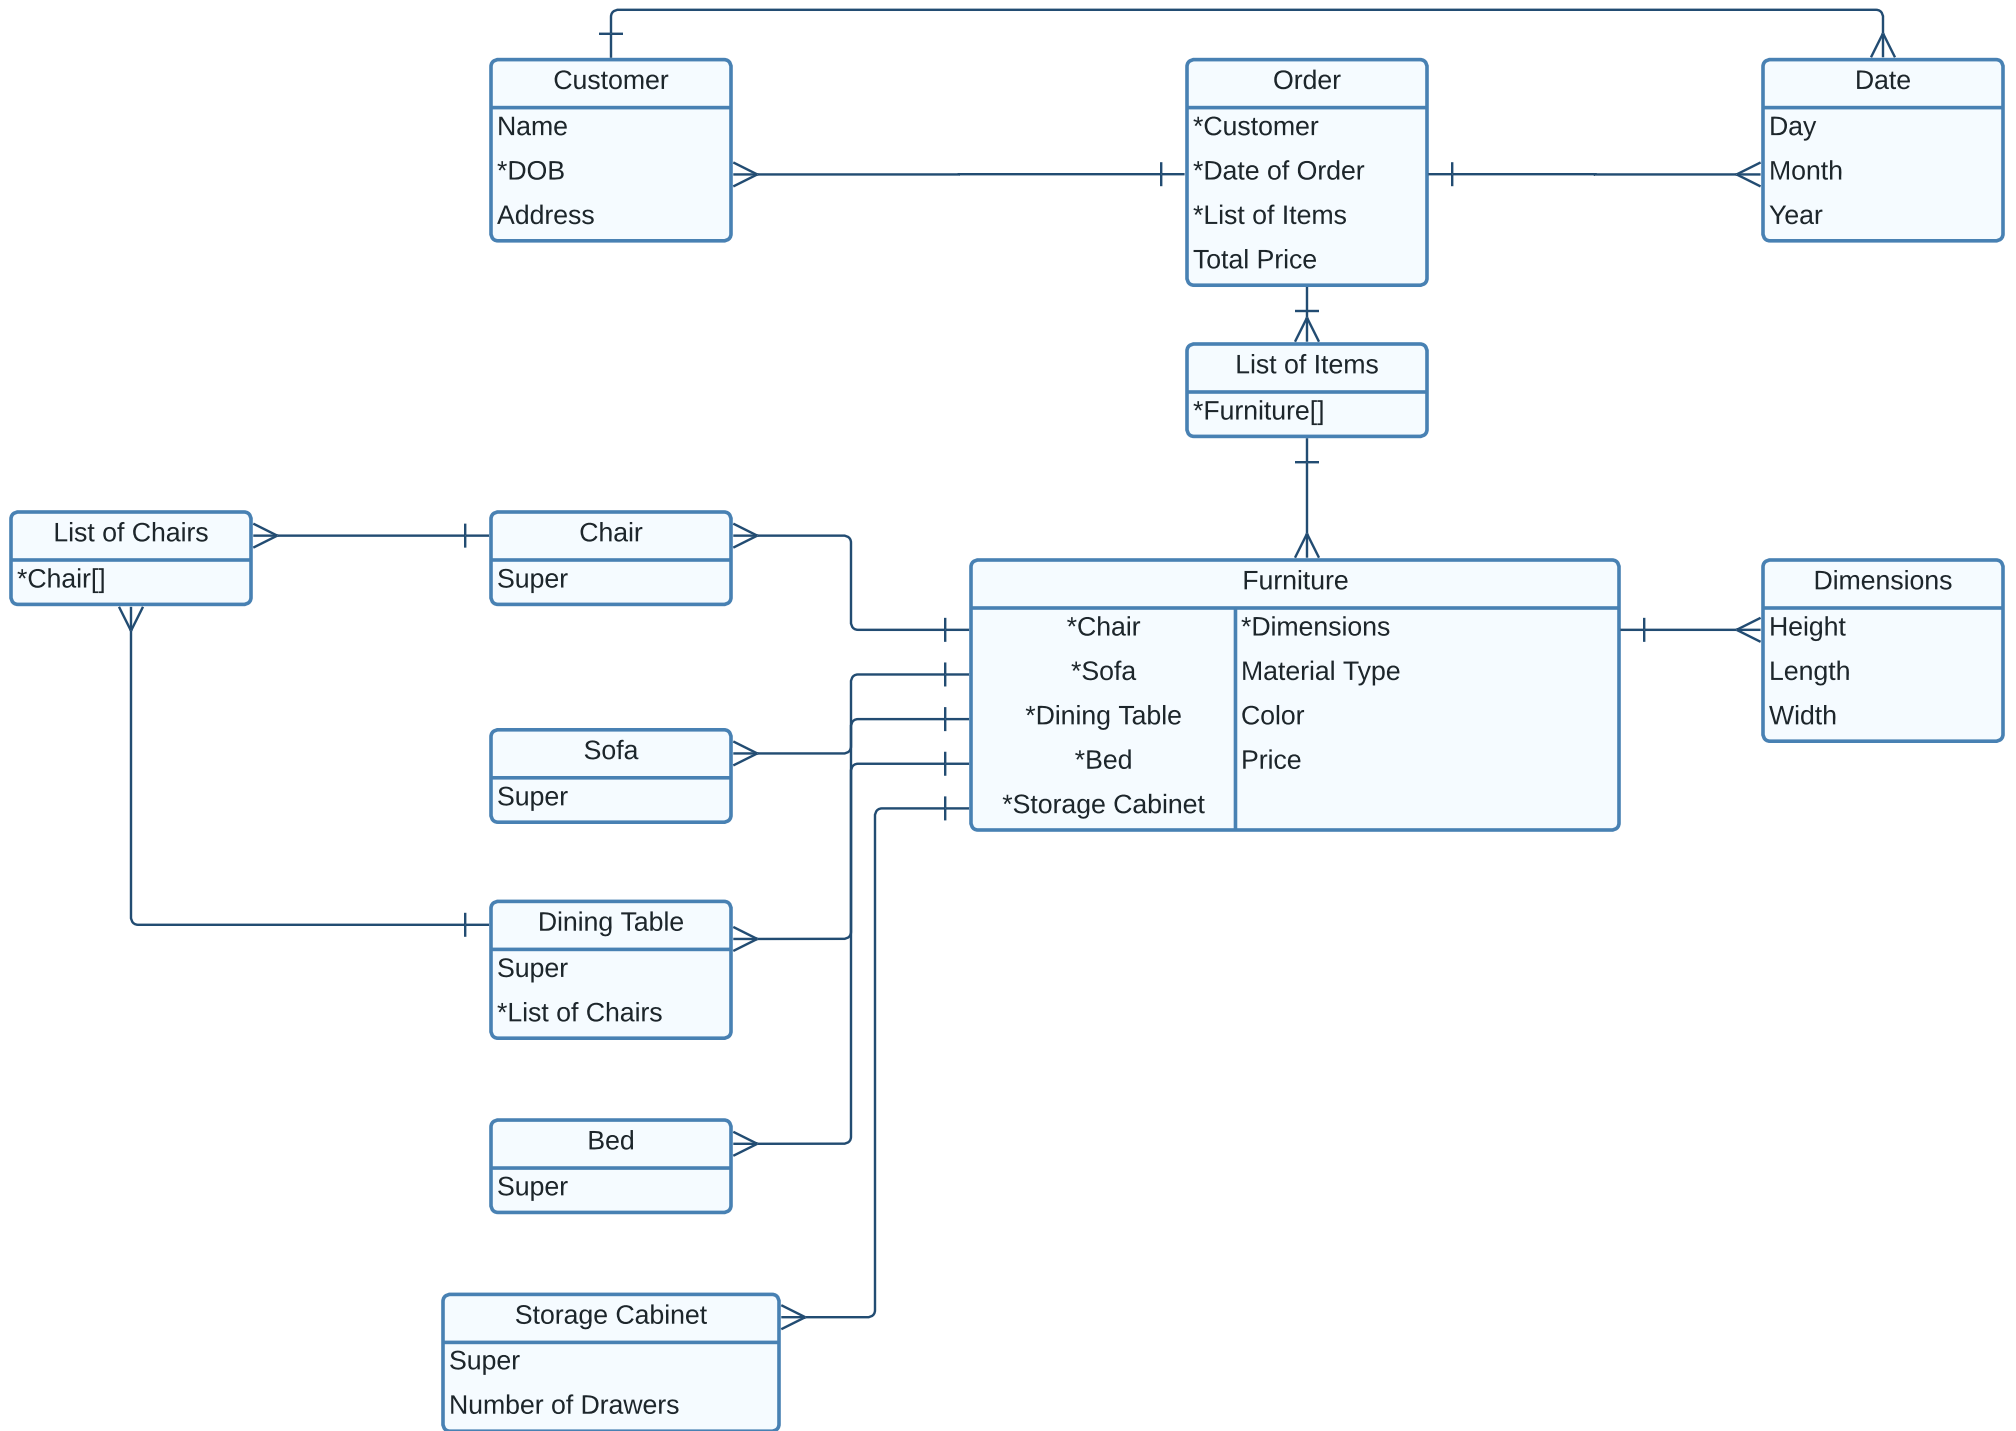 Customer
Name
*DOB
Address
Order
*Customer
*Date of Order
*List of Items
Total Price
Date
Day
Month
Year
List of Items
*Furniture[]
List of Chairs
*Chair[]
Chair
Super
Furniture
*Chair
*Sofa
*Dining Table
*Bed
*Storage Cabinet
*Dimensions
Material Type
Color
Price
Dimensions
Height
Length
Width
Sofa
Super
Dining Table
Super
*List of Chairs
Bed
Super
Storage Cabinet
Super
Number of Drawers